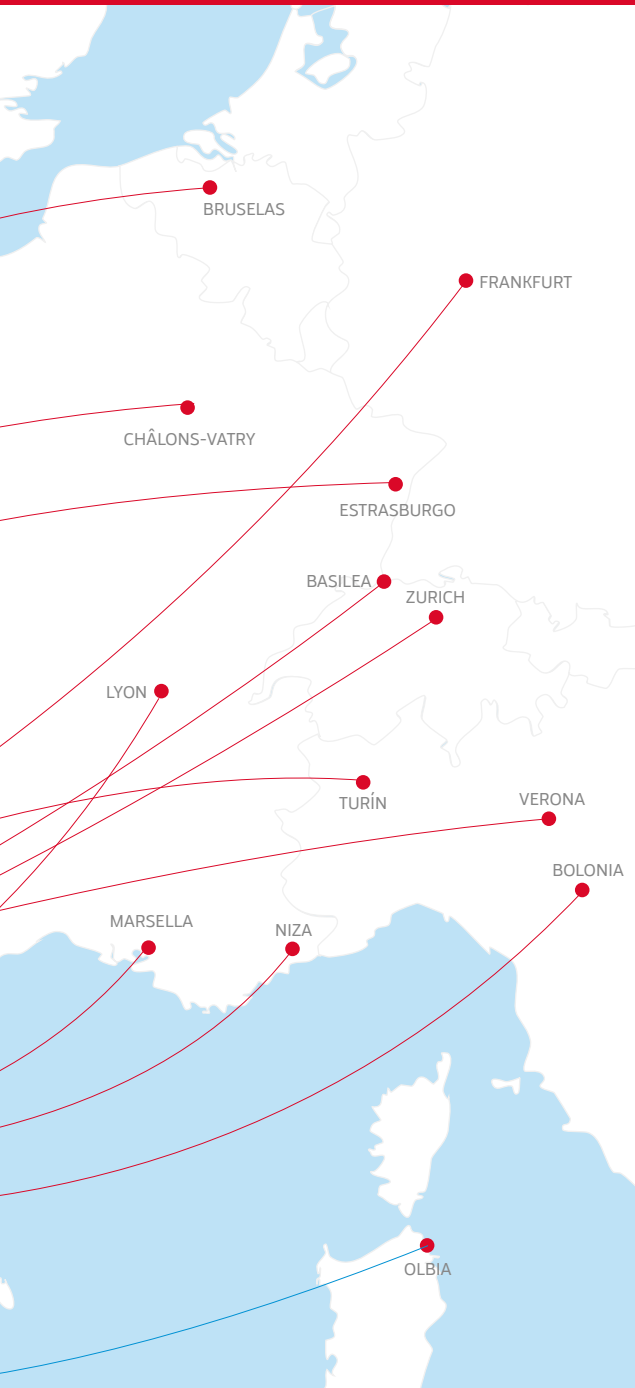 BRUSELAS
FRANKFURT
CHÂLONS-VATRY
ESTRASBURGO
BASILEA
ZURICH
LYON
TURÍN
VERONA
BOLONIA
MARSELLA
NIZA
OLBIA